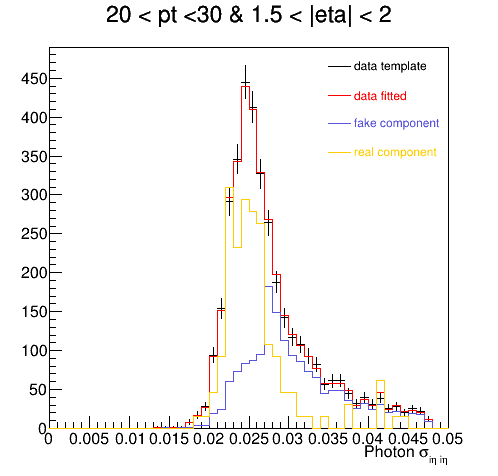 20 < pt <30 & 1.5 < |eta| < 2
data template
data fitted
fake component
real component
450
400
350
300
250
200
150
100
50
0
0 0.005 0.01 0.015 0.02 0.025 0.03 0.035 0.04 0.045 0.05
Photon σiη iη